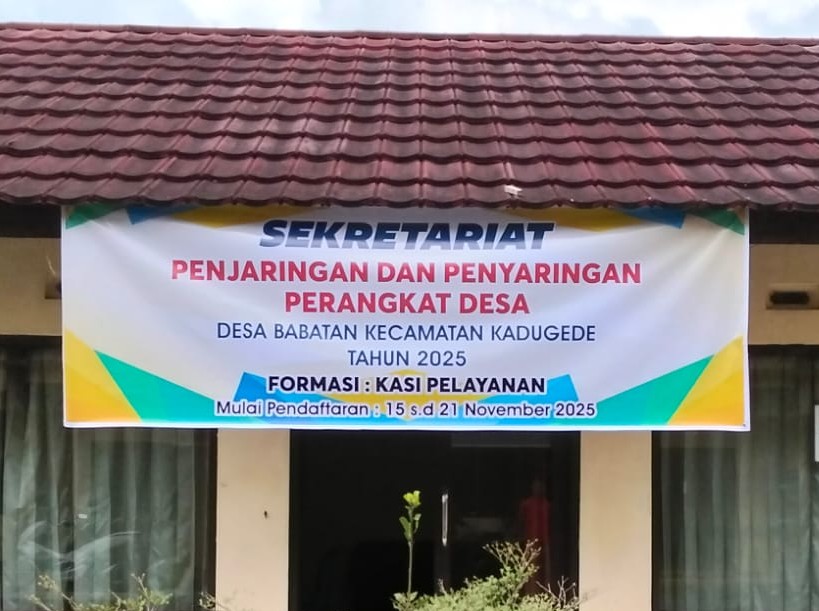 SEKRETARIAT
PENJARINGAN DAN PENYARINGAN
PERANGKAT DESA
DESA BABATAN KECAMATAN KADUGEDE
TAHUN 2025
FORMASI : KASI PELAYANAN
Mulai Pendaftaran : 15 s.d 21 November 2025